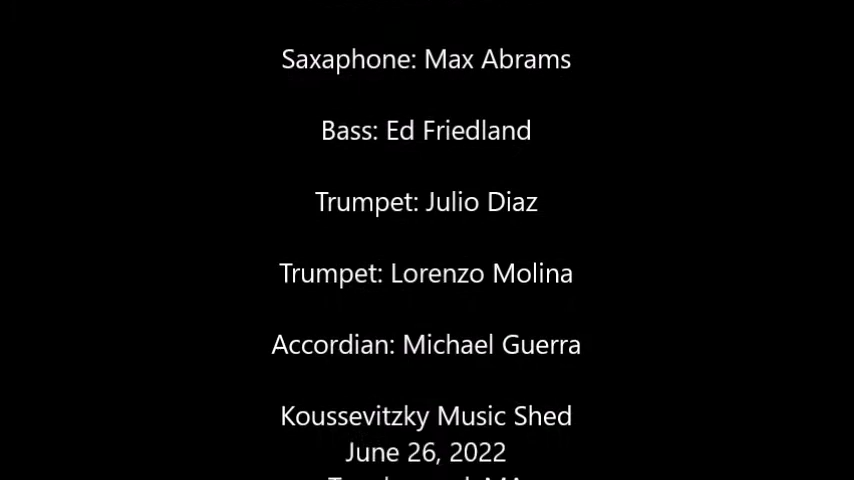 Saxaphone: Max Abrams
Bass: Ed Friedland
Trumpet: Julio Diaz
Trumpet: Lorenzo Molina
Accordian: Michael Guerra
Koussevitzky Music Shed
June 26, 2022